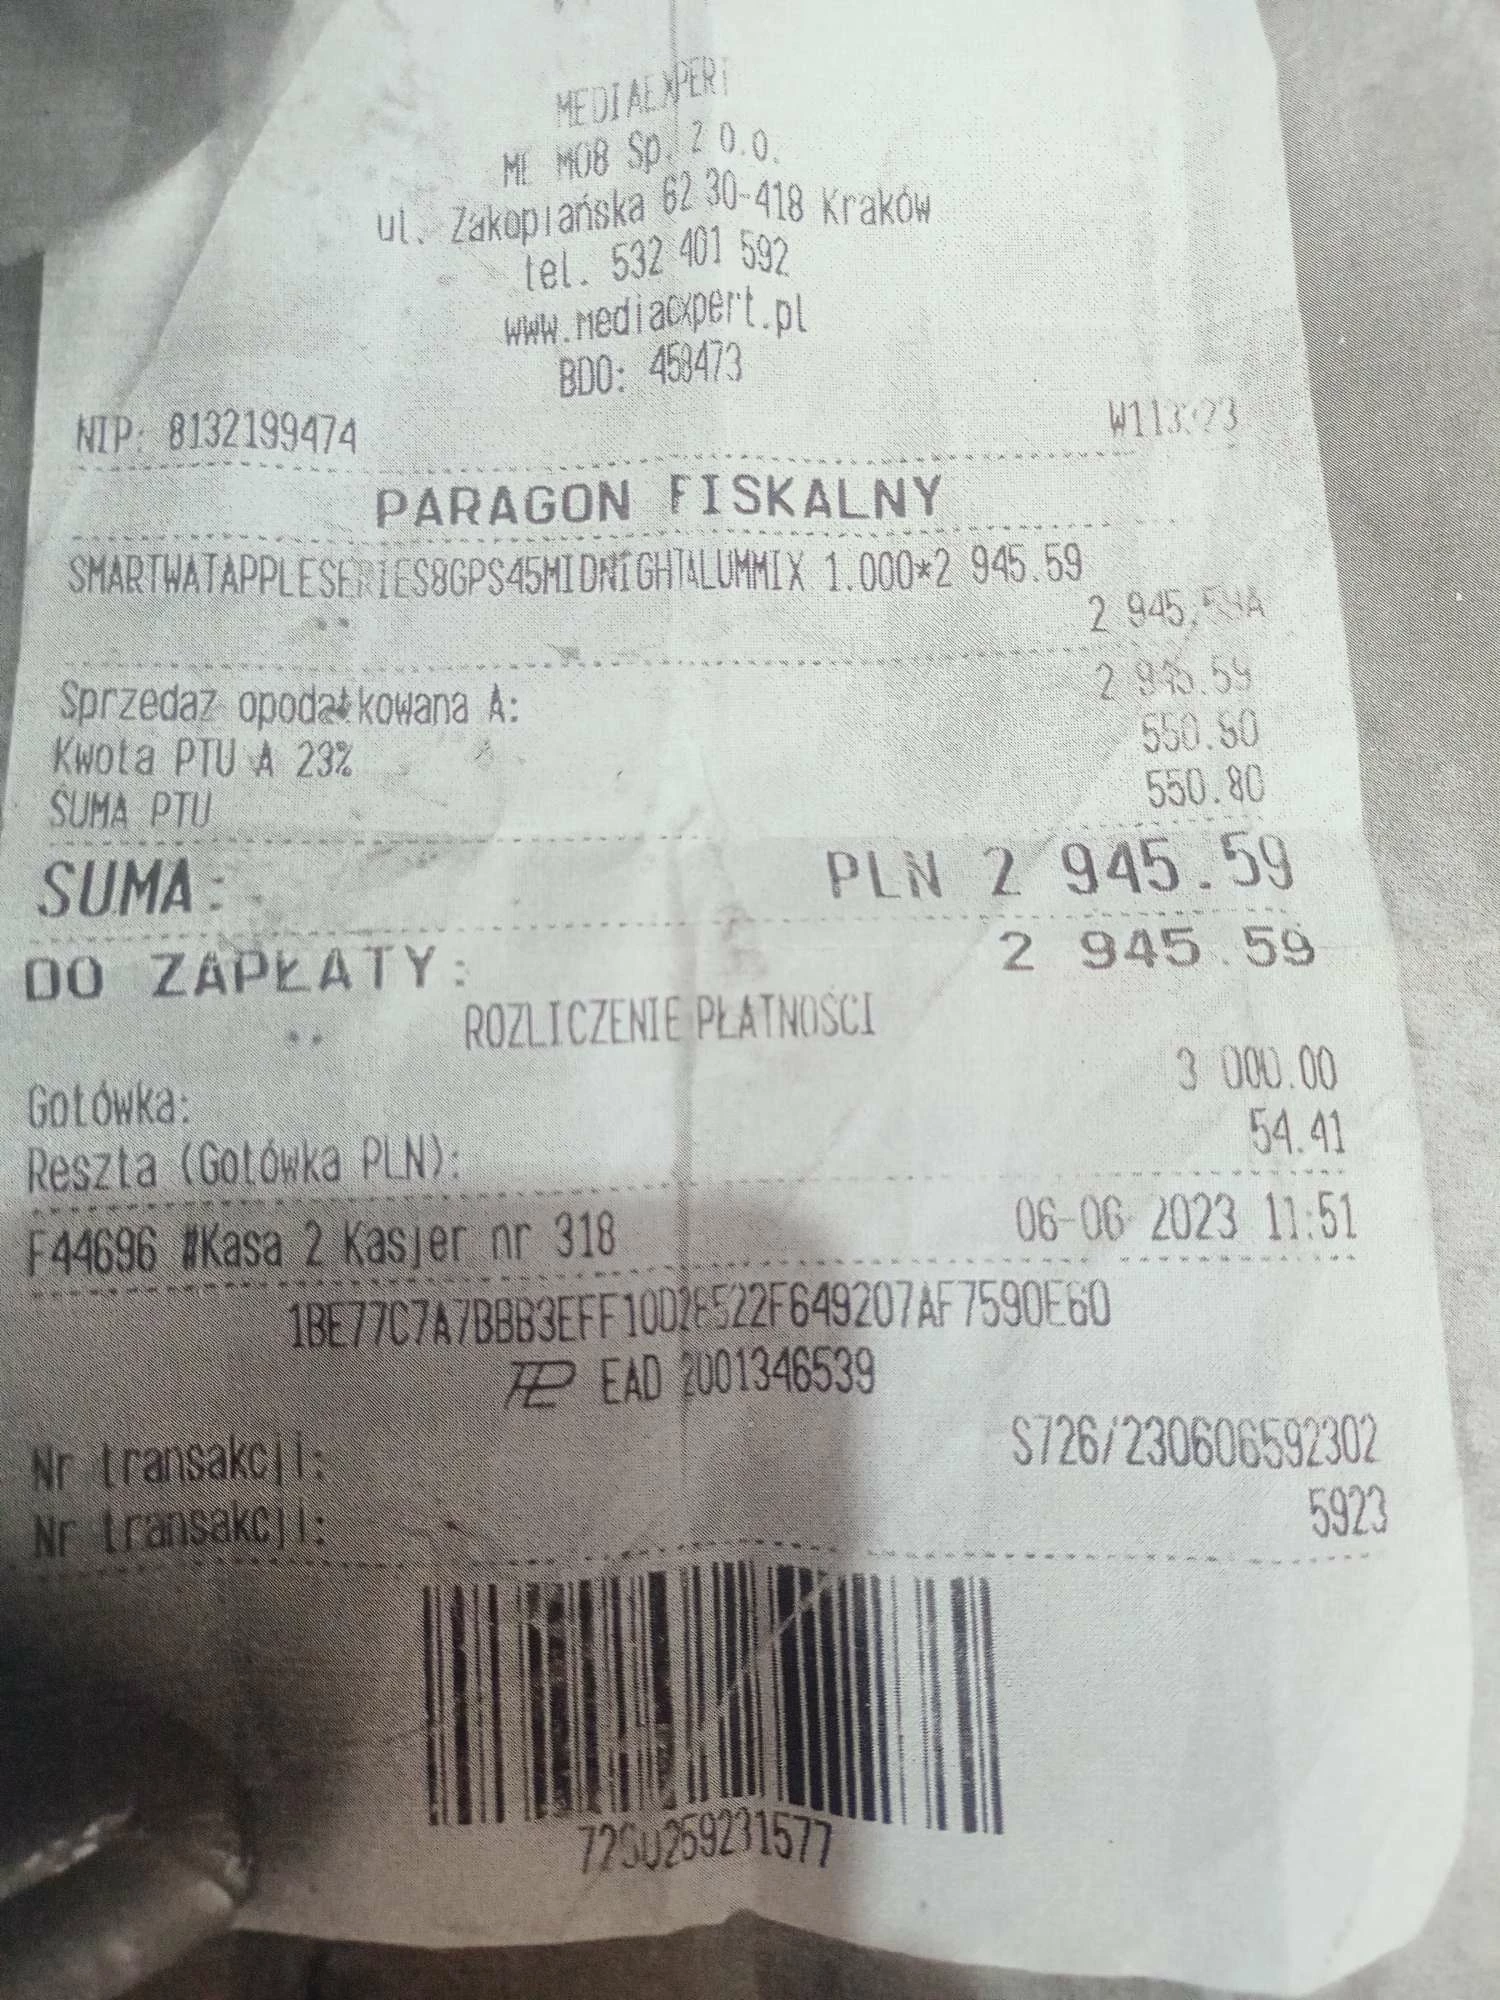 MEDIAEXPERT
ME MOB Sp. z o.o.
ul. Zakopiańska 62 30-418 Kraków
tel. 532 401 592
www.mediaexpert.pl
BDO:
NIP: 8132199474
PARAGON FISKALNY
SMARTWATAPPLESERIES8GPS45MIDNIGHTALUMMIX 1.000*2 945.59
2 945.59A
Sprzedaż opodatkowana A: 2 945.59
Kwota PTU A 23% 550.80
SUMA PTU 550.80
SUMA: PLN 2 945.59
DO ZAPŁATY: 2 945.59
ROZLICZENIE PŁATNOŚCI
Gotówka: 3 000.00
Reszta (Gotówka PLN): 54.41
F44696 #Kasa 2 Kasjer nr 318 06-06-2023 11:51
EAD 2001346539
Nr transakcji: S726/230606592302
Nr transakcji: 5923